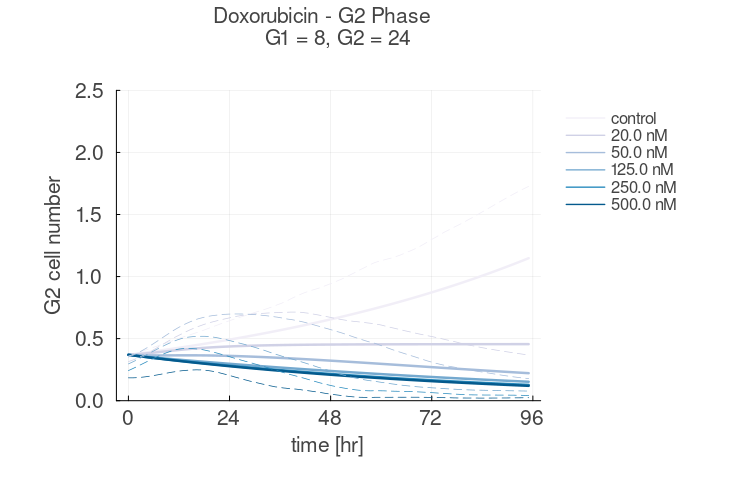 Doxorubicin - G2 Phase
G1 = 8, G2 = 24
2.5
2.0
1.5
1.0
0.5
0.0
G2 cell number
0
24
48
72
96
time [hr]
control
20.0 nM
50.0 nM
125.0 nM
250.0 nM
500.0 nM